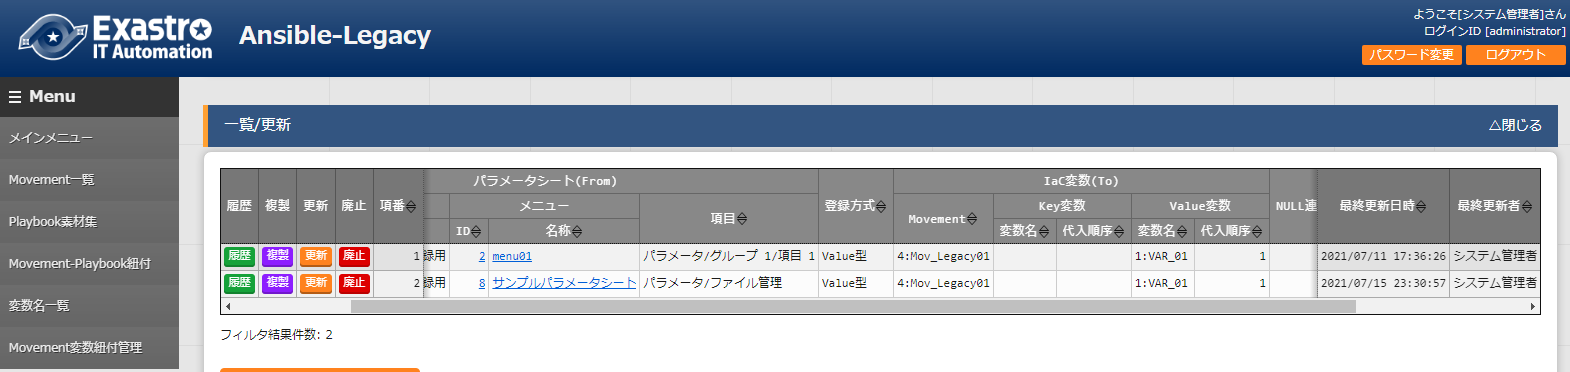 Exastro
IT Automation
Ansible-Legacy
ようこそ[システム管理者]さん
ログインID [administrator]
パスワード変更 ログアウト
Menu
メインメニュー
Movement一覧
Playbook素材集
Movement-Playbook紐付
変数名一覧
Movement変数紐付管理
一覧/更新 △閉じる
パラメータシート(From) IaC変数(To)
履歴 複製 更新 廃止 項番 メニュー 項目 登録方式 Movement Key変数 Value変数 NULL連 最終更新日時 最終更新者
ID 名称 変数名 代入順序 変数名 代入順序
履歴 複製 更新 廃止 1 録用 2 menu01 パラメータ/グループ 1/項目 1 Value型 4:Mov_Legacy01 1:VAR_01 1 2021/07/11 17:36:26 システム管理者
履歴 複製 更新 廃止 2 録用 8 サンプルパラメータシート パラメータ/ファイル管理 Value型 4:Mov_Legacy01 1:VAR_01 1 2021/07/15 23:30:57 システム管理者
フィルタ結果件数: 2